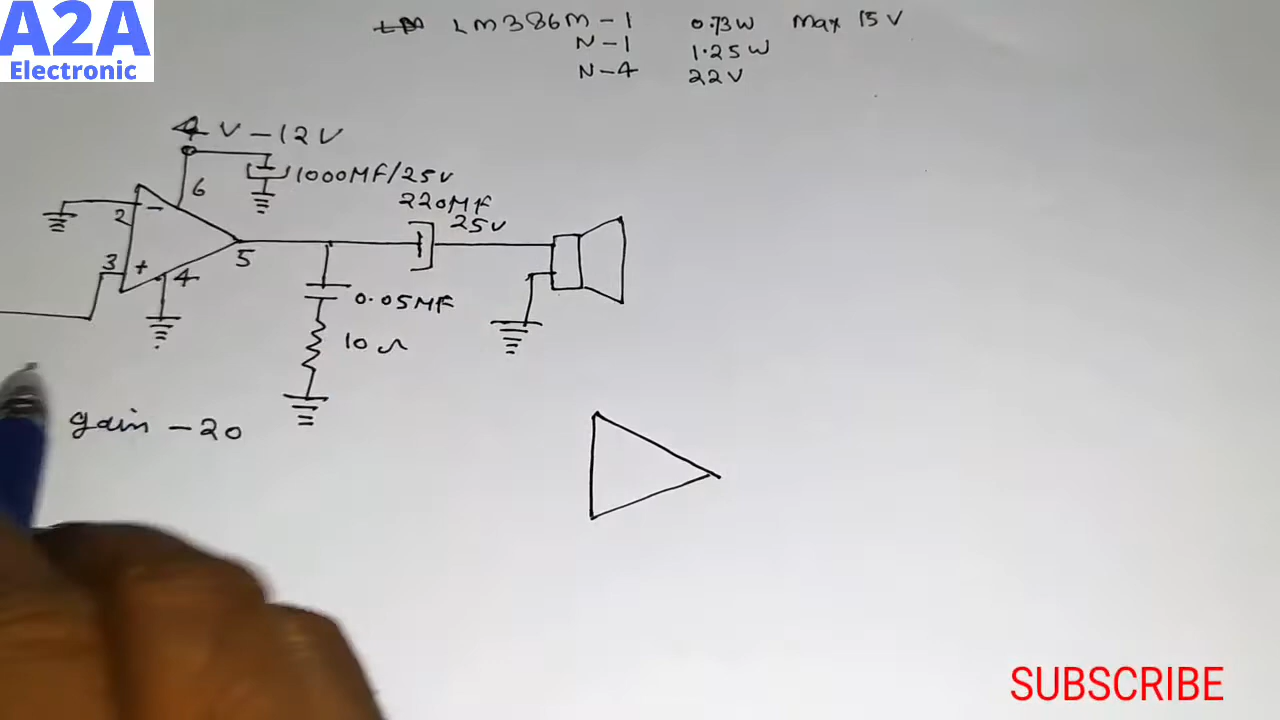 A2A
Electronic
LM386M-1 0.73W Max 15V
N-1 1.25W
N-4 22V
4V-12V
1000MF/25V
6
220MF
25V
2
-
5
3
+
4
0.05MF
10Ω
gain - 20
SUBSCRIBE